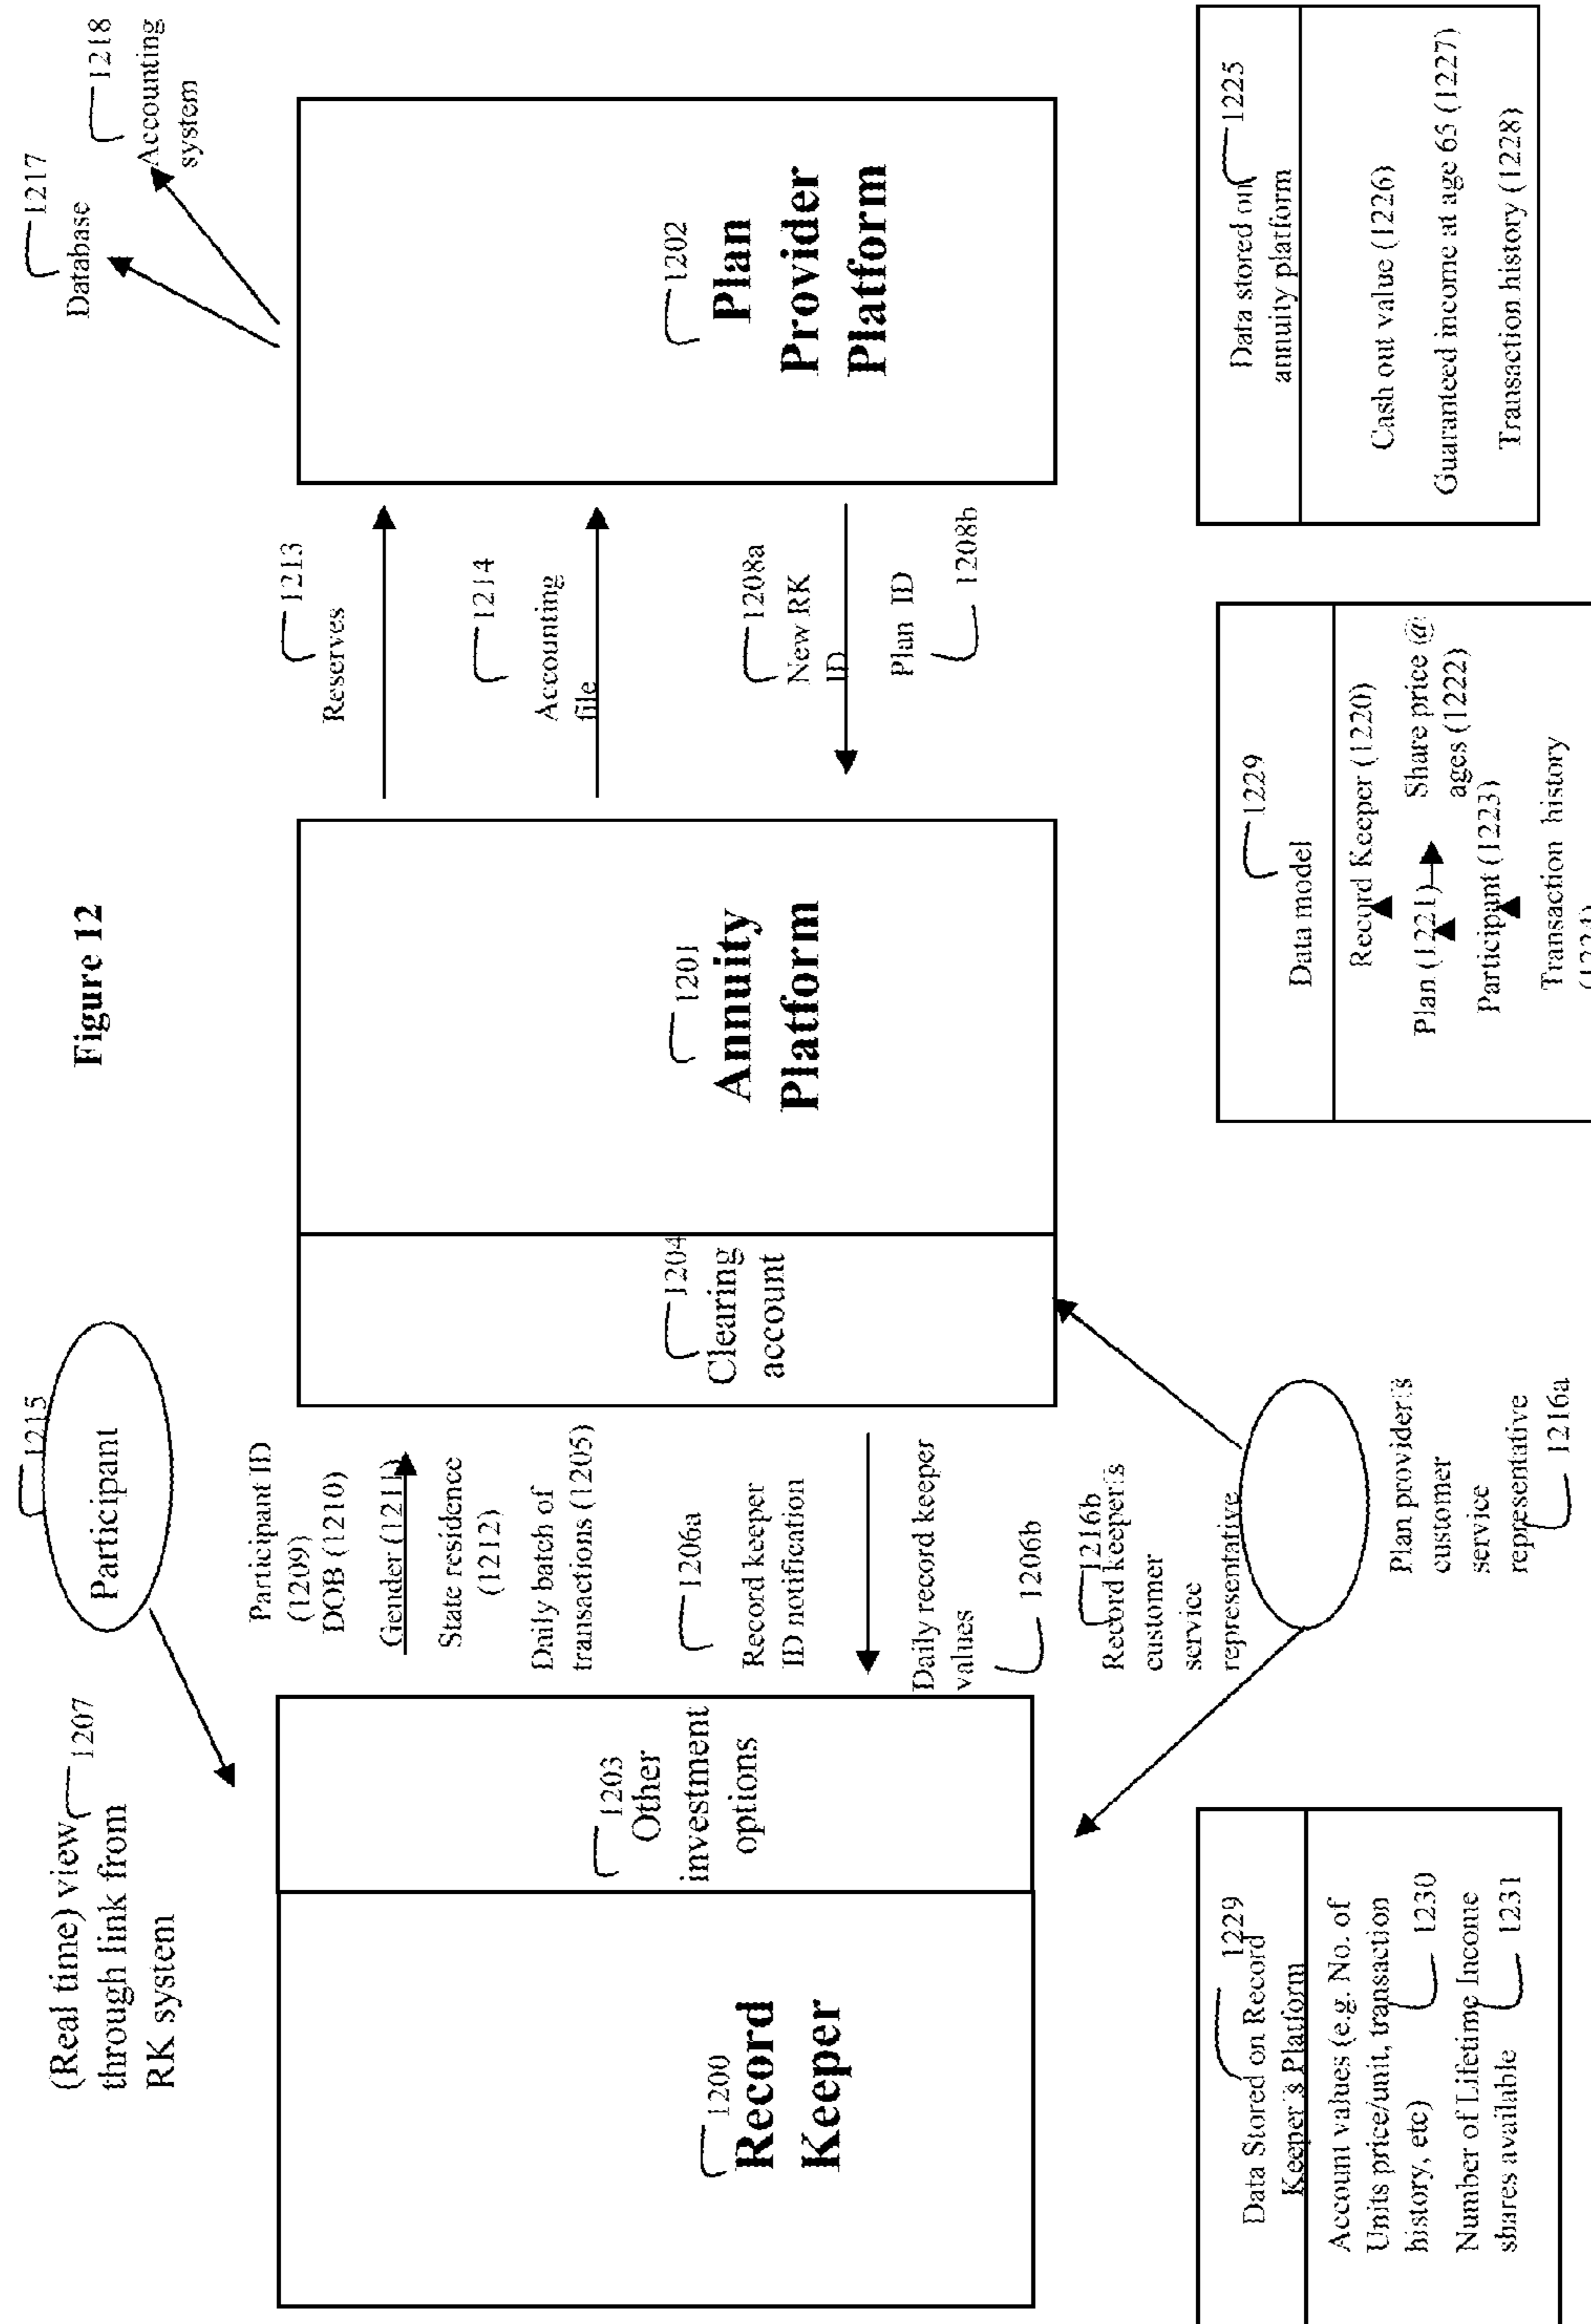 Figure 12
(Real time) view 1207
through link from
RK system
1215
Participant
1217
Database
1218
Accounting
system
1200
Record
Keeper
1203
Other
investment
options
Participant ID
(1209)
DOB (1210)
Gender (1211)
State residence
(1212)
Daily batch of
transactions (1205)
1206a
Record keeper
ID notification
Daily record keeper
values
1206b
1204
Clearing
account
1201
Annuity
Platform
1213
Reserves
1214
Accounting
file
1208a
New RK
ID
Plan ID
1208b
1202
Plan
Provider
Platform
1216b
Record keeper's
customer
service
representative
Plan provider's
customer
service
representative
1216a
1229
Data Stored on Record
Keeper's Platform
Account values (e.g. No. of
Units price/unit, transaction
history, etc) 1230
Number of Lifetime Income
shares available 1231
1229
Data model
Record Keeper (1220)
Plan (1221)
Share price @
ages (1222)
Participant (1223)
Transaction history
Data stored on 1225
annuity platform
Cash out value (1226)
Guaranteed income at age 65 (1227)
Transaction history (1228)